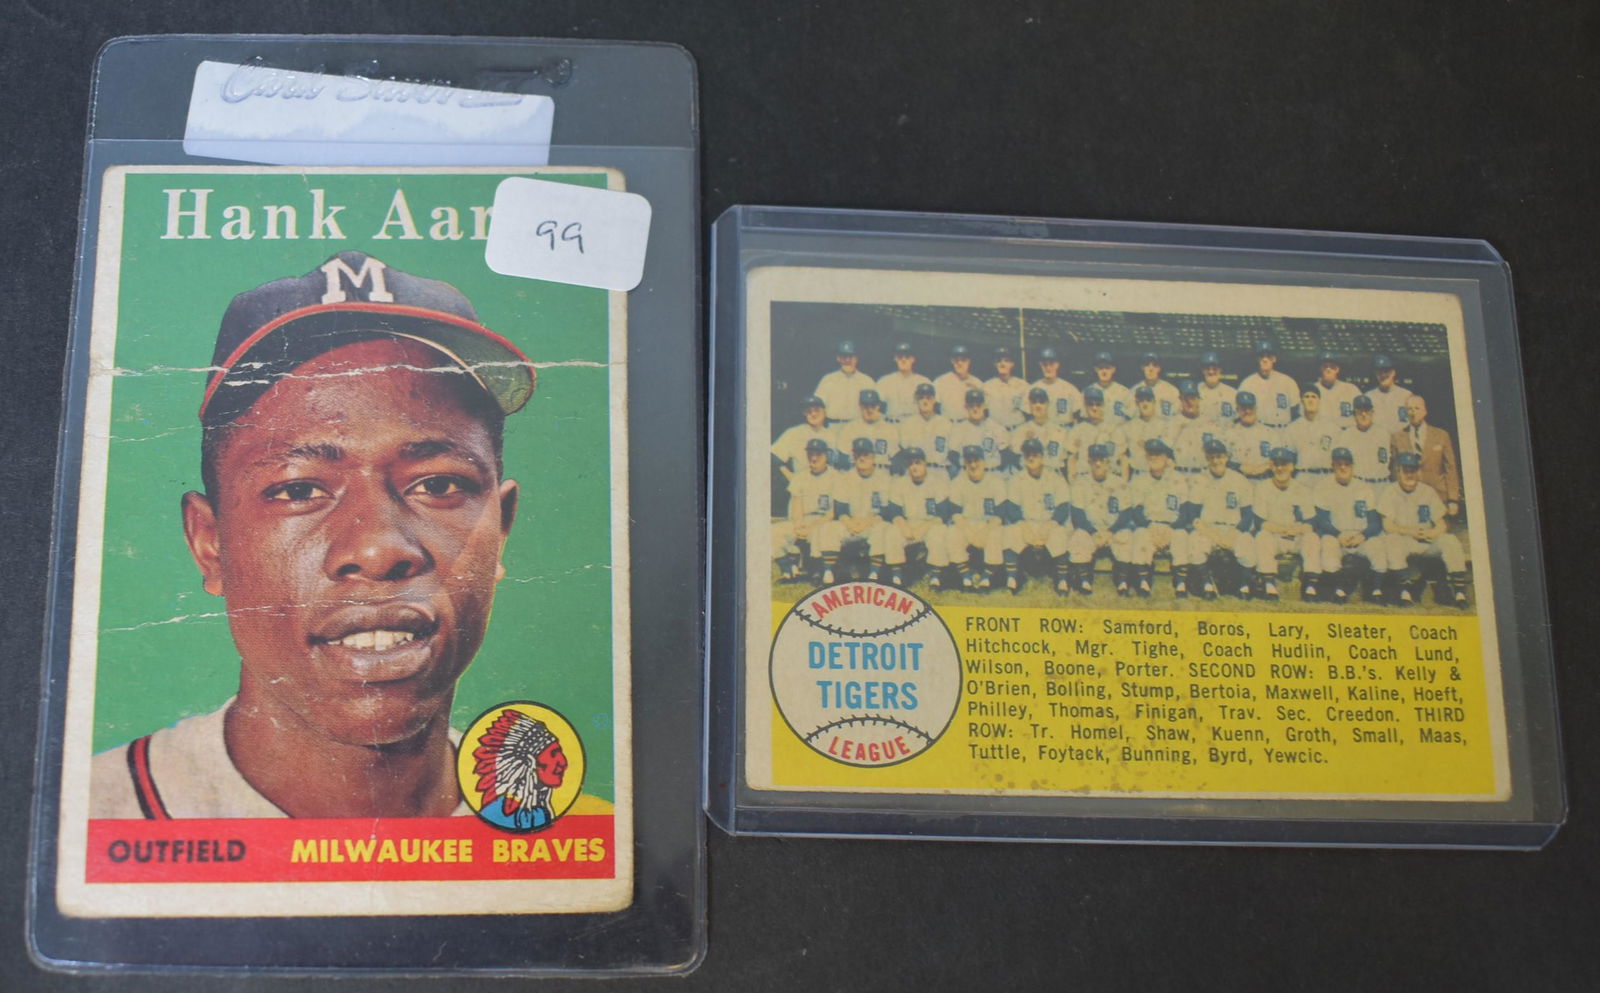 Card Saver II
Hank Aar
99
M
OUTFIELD MILWAUKEE BRAVES
AMERICAN
DETROIT
TIGERS
LEAGUE
FRONT ROW: Samford, Boros, Lary, Sleater, Coach
Hitchcock, Mgr. Tighe, Coach Hudlin, Coach Lund,
Wilson, Boone, Porter. SECOND ROW: B.B.'s. Kelly &
O'Brien, Bolling, Stump, Bertoia, Maxwell, Kaline, Hoeft,
Philley, Thomas, Finigan, Trav. Sec. Creedon. THIRD
ROW: Tr. Homel, Shaw, Kuenn, Groth, Small, Maas,
Tuttle, Foytack, Bunning, Byrd, Yewcic.